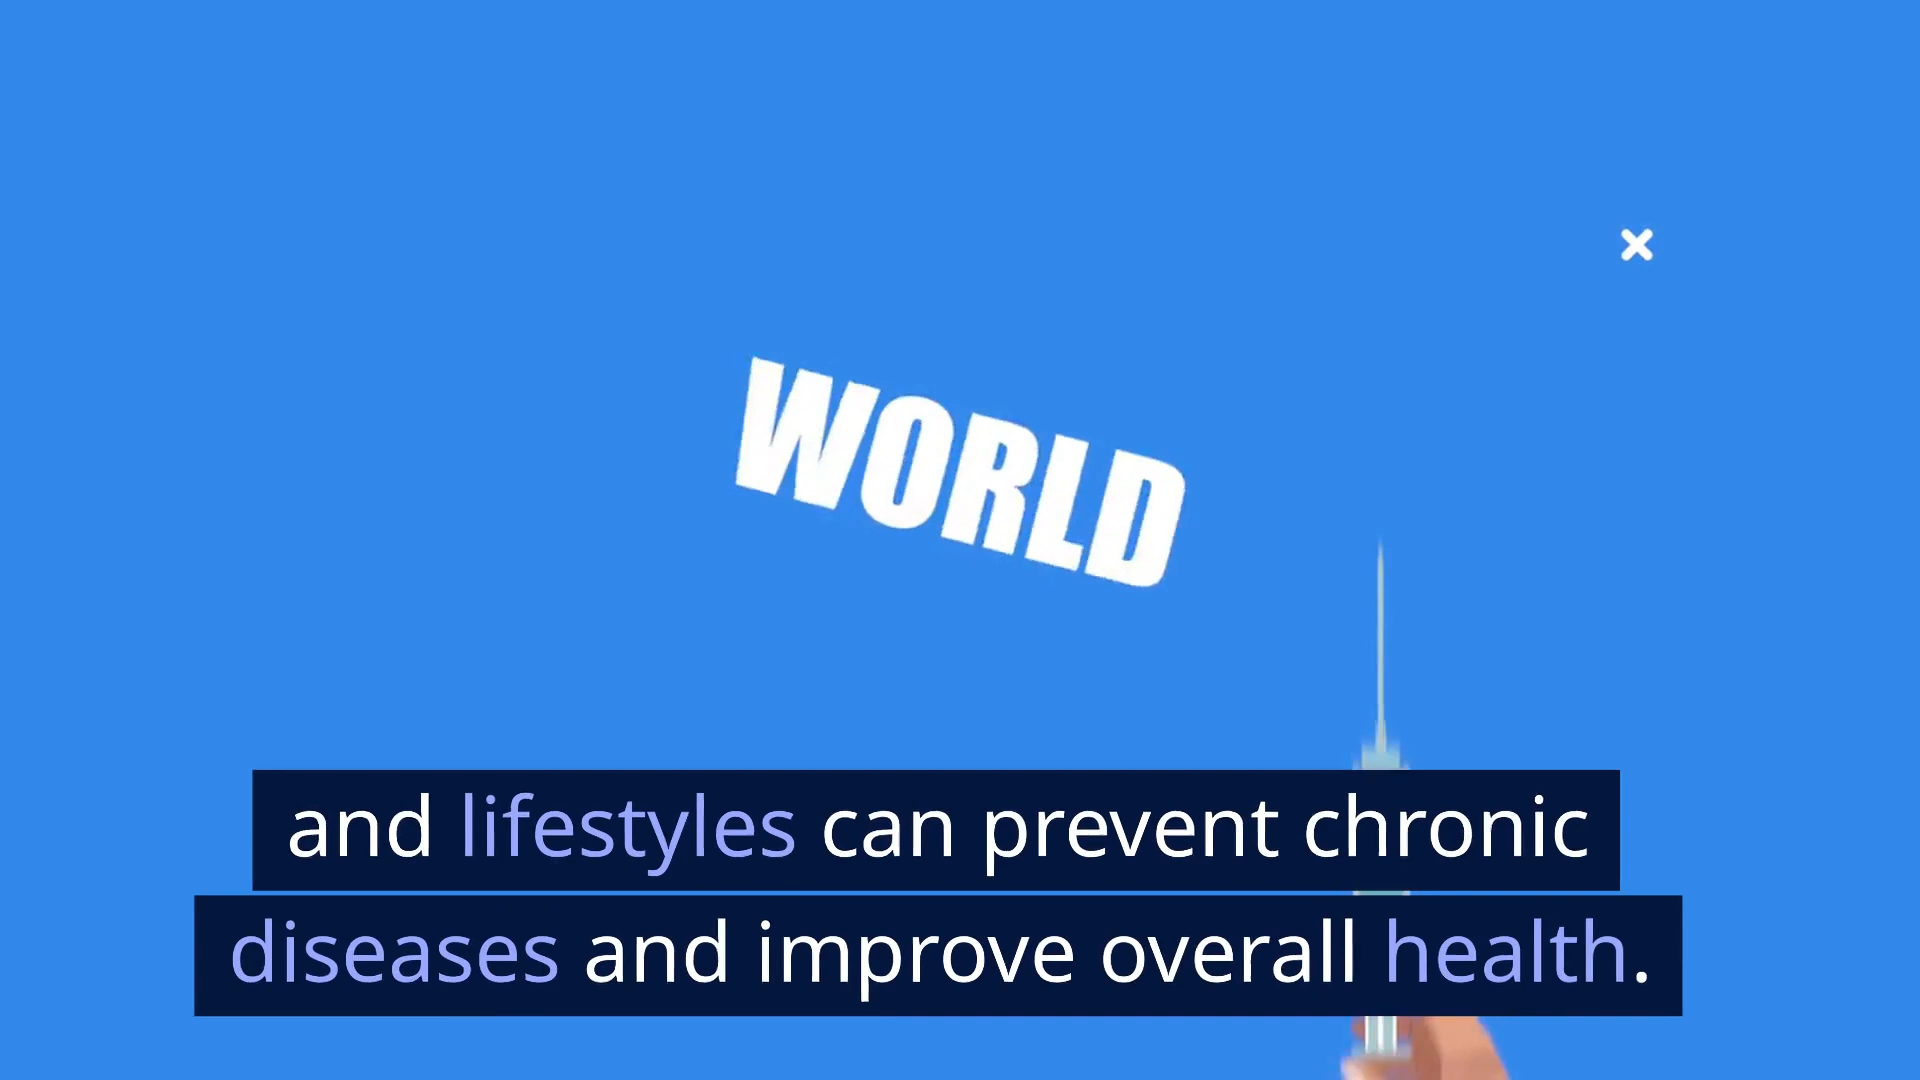 WORLD
and lifestyles can prevent chronic
diseases and improve overall health.